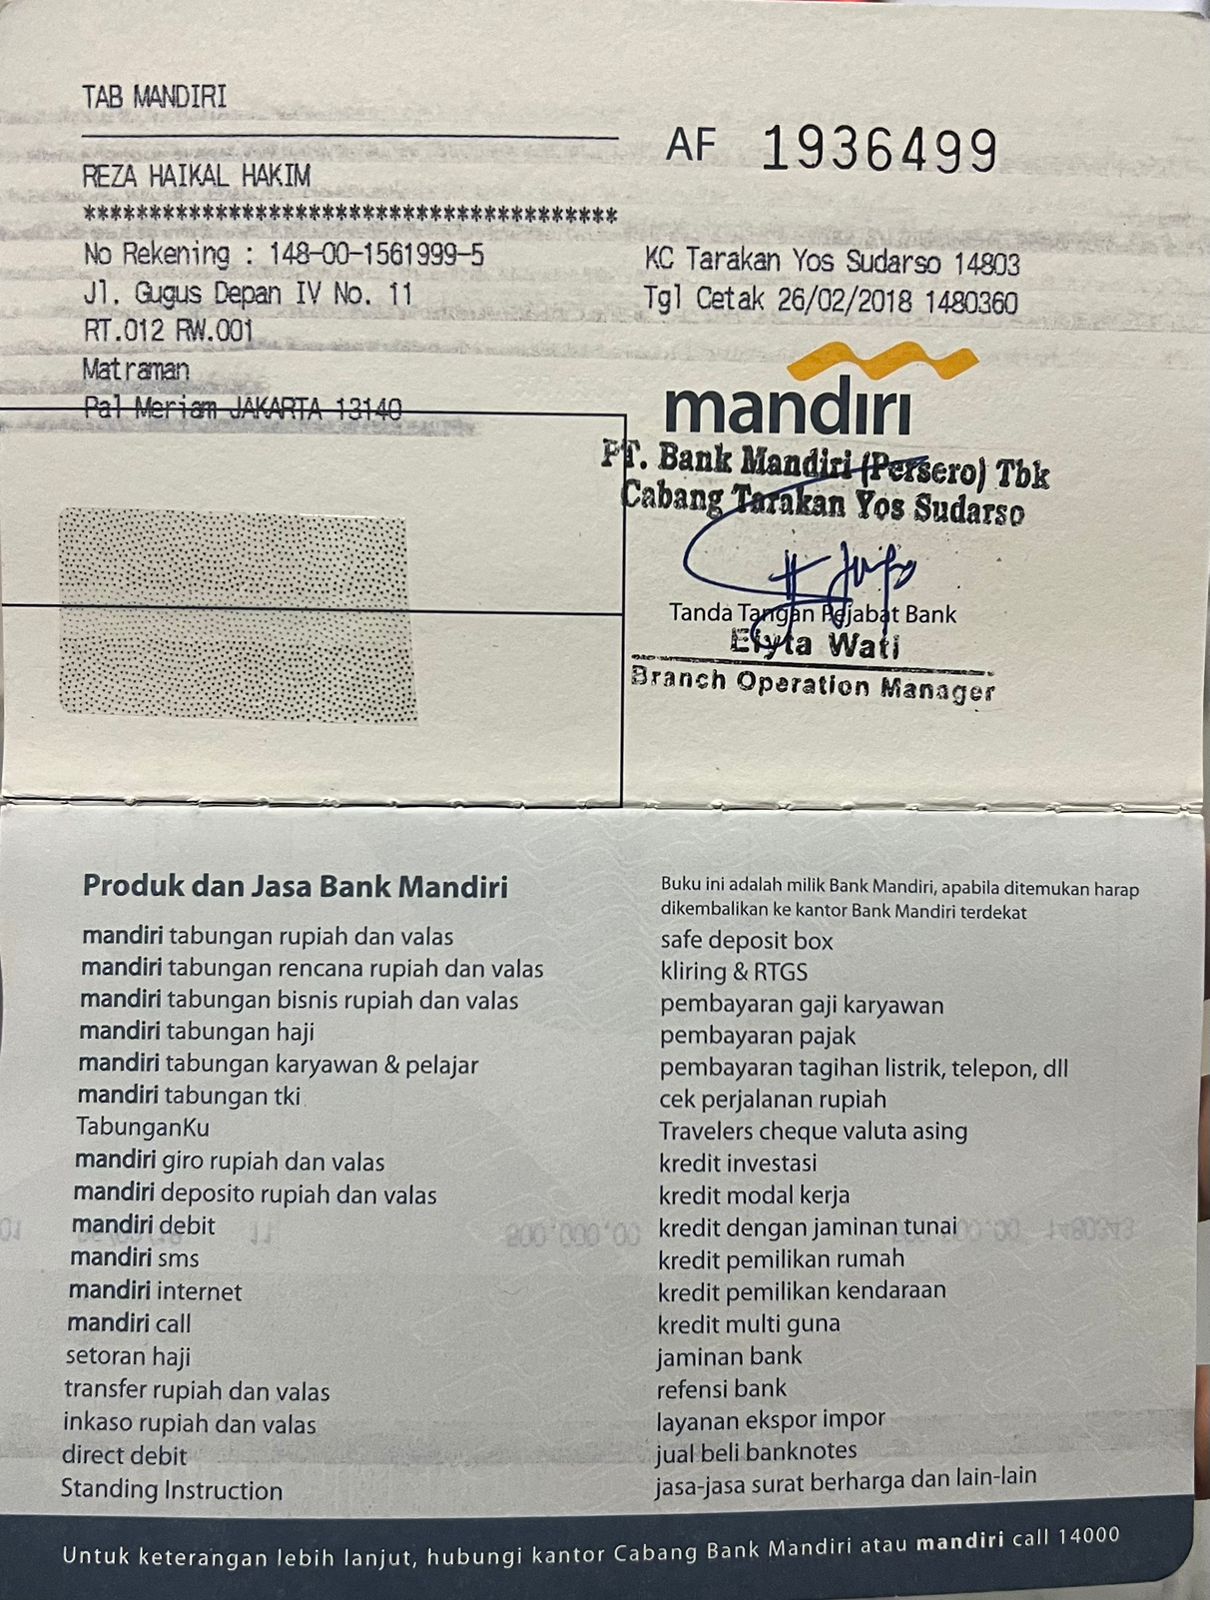 TAB MANDIRI
REZA HAIKAL HAKIM
****************************************
No Rekening : 148-00-1561999-5
Jl. Gugus Depan IV No. 11
RT.012 RW.001
Matraman
Pal Meriam JAKARTA 13140
AF 1936499
KC Tarakan Yos Sudarso 14803
Tgl Cetak 26/02/2018 1480360
mandiri
PT. Bank Mandiri (Persero) Tbk
Cabang Tarakan Yos Sudarso
Tanda Tangan Pejabat Bank
Elyta Wati
Branch Operation Manager
Produk dan Jasa Bank Mandiri
mandiri tabungan rupiah dan valas
mandiri tabungan rencana rupiah dan valas
mandiri tabungan bisnis rupiah dan valas
mandiri tabungan haji
mandiri tabungan karyawan & pelajar
mandiri tabungan tki
TabunganKu
mandiri giro rupiah dan valas
mandiri deposito rupiah dan valas
mandiri debit
mandiri sms
mandiri internet
mandiri call
setoran haji
transfer rupiah dan valas
inkaso rupiah dan valas
direct debit
Standing Instruction
Buku ini adalah milik Bank Mandiri, apabila ditemukan harap
dikembalikan ke kantor Bank Mandiri terdekat
safe deposit box
kliring & RTGS
pembayaran gaji karyawan
pembayaran pajak
pembayaran tagihan listrik, telepon, dll
cek perjalanan rupiah
Travelers cheque valuta asing
kredit investasi
kredit modal kerja
kredit dengan jaminan tunai
kredit pemilikan rumah
kredit pemilikan kendaraan
kredit multi guna
jaminan bank
refensi bank
layanan ekspor impor
jual beli banknotes
jasa-jasa surat berharga dan lain-lain
Untuk keterangan lebih lanjut, hubungi kantor Cabang Bank Mandiri atau mandiri call 14000